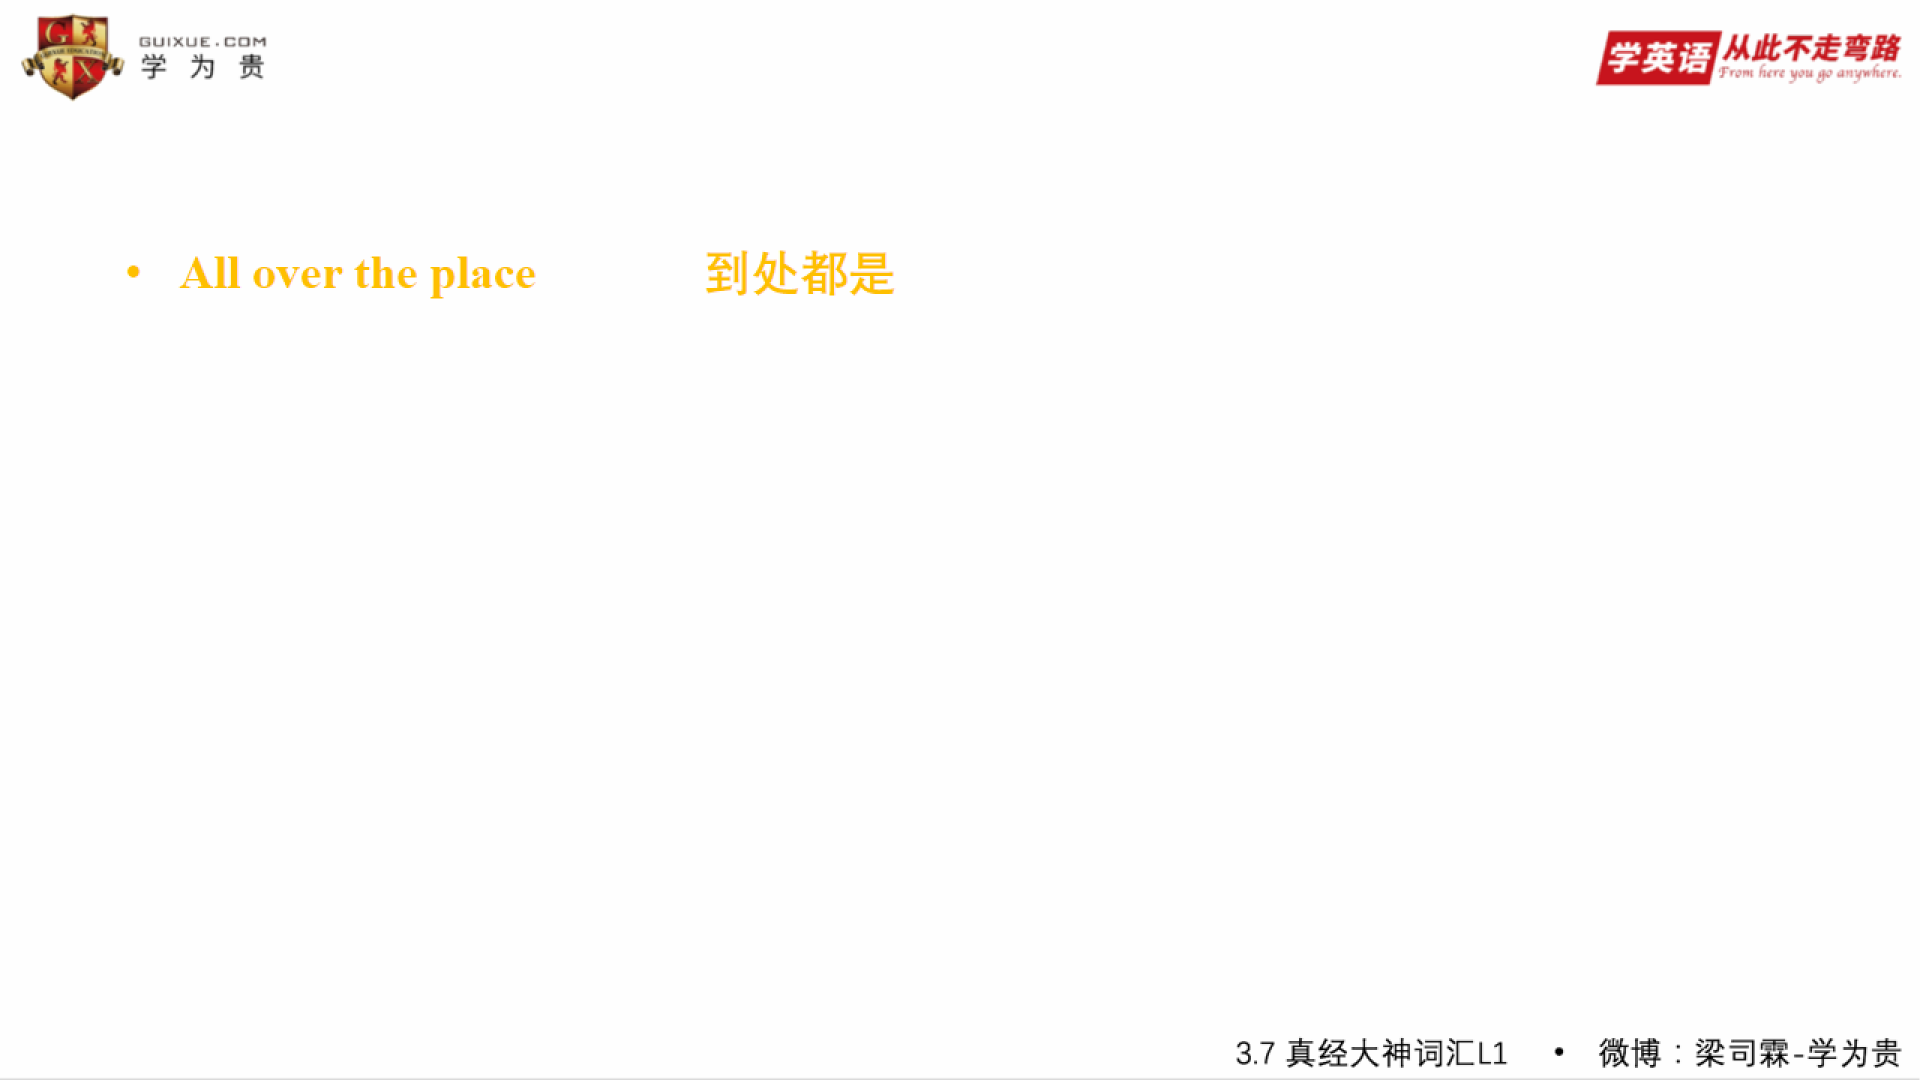 GUIXUE.COM
学为贵
学英语 从此不走弯路
From here you go anywhere.
• All over the place 到处都是
3.7 真经大神词汇L1 • 微博：梁司霖-学为贵